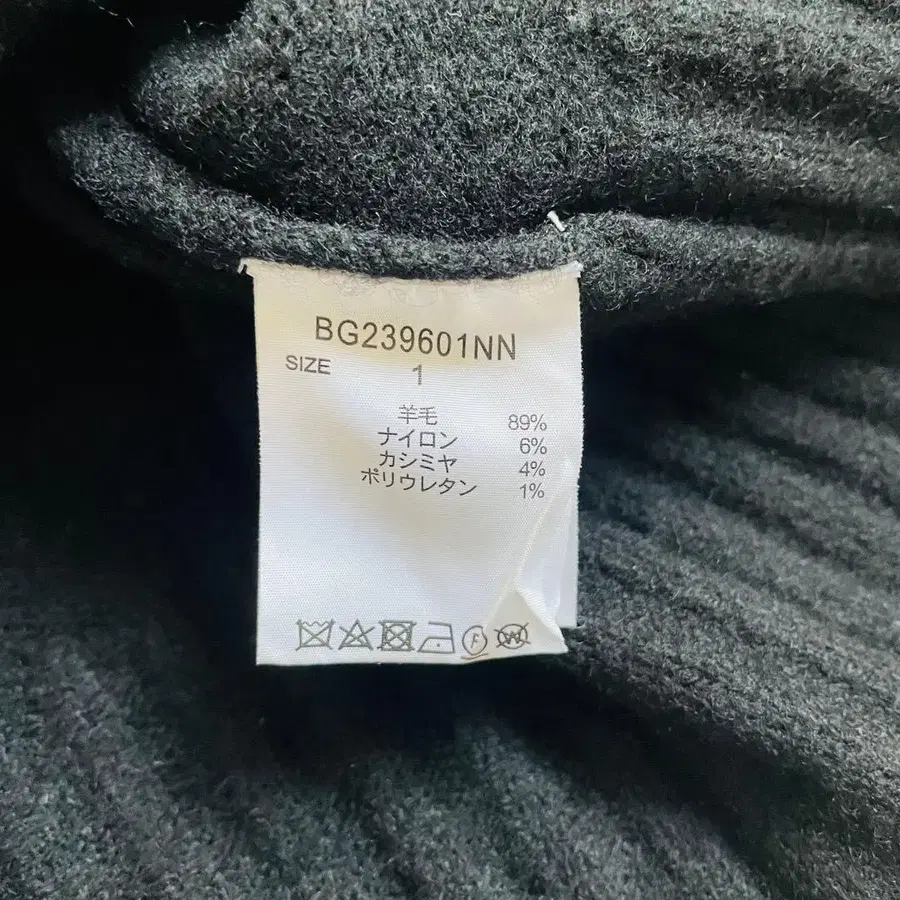 BG239601NN
SIZE 1
羊毛 89%
ナイロン 6%
カシミヤ 4%
ポリウレタン 1%
F W